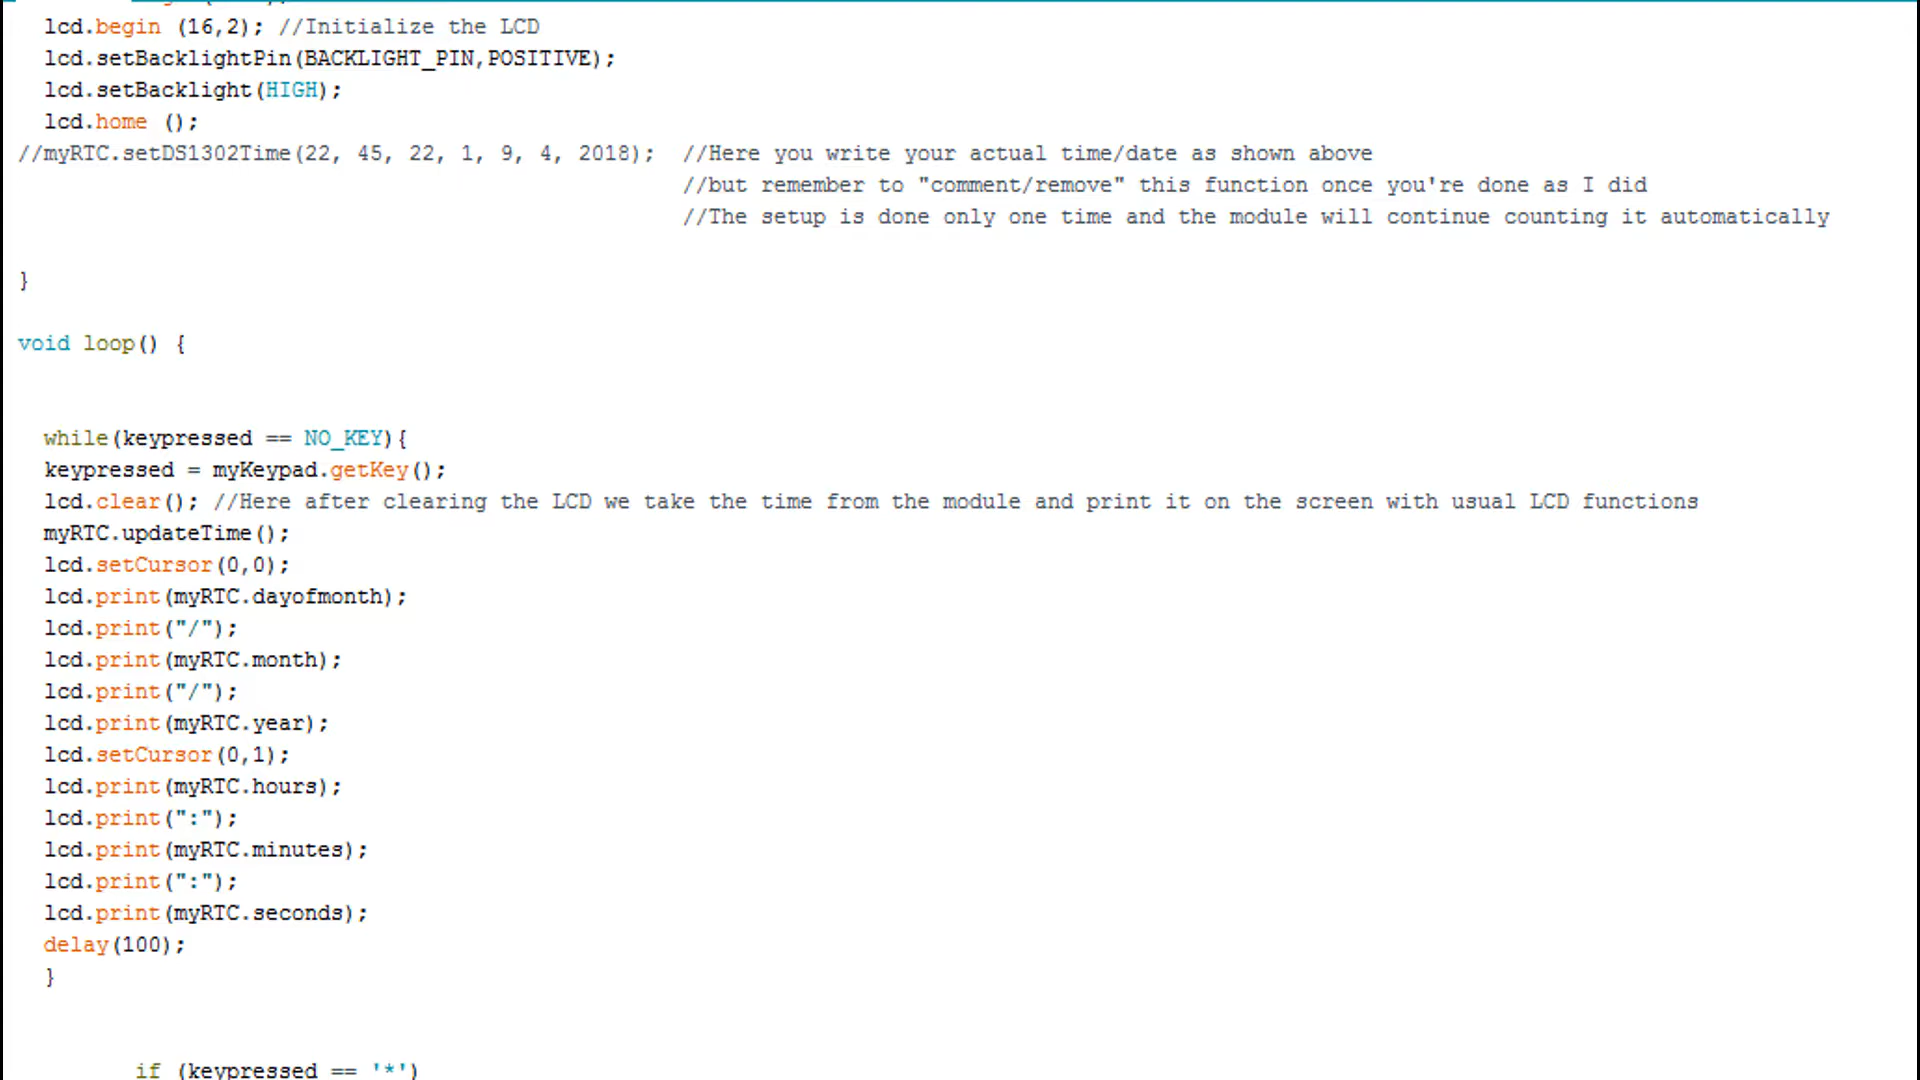 lcd.begin (16,2); //Initialize the LCD
lcd.setBacklightPin(BACKLIGHT_PIN,POSITIVE);
lcd.setBacklight(HIGH);
lcd.home ();
//myRTC.setDS1302Time(22, 45, 22, 1, 9, 4, 2018); //Here you write your actual time/date as shown above
//but remember to "comment/remove" this function once you're done as I did
//The setup is done only one time and the module will continue counting it automatically
}
void loop() {
while(keypressed == NO_KEY){
keypressed = myKeypad.getKey();
lcd.clear(); //Here after clearing the LCD we take the time from the module and print it on the screen with usual LCD functions
myRTC.updateTime();
lcd.setCursor(0,0);
lcd.print(myRTC.dayofmonth);
lcd.print("/");
lcd.print(myRTC.month);
lcd.print("/");
lcd.print(myRTC.year);
lcd.setCursor(0,1);
lcd.print(myRTC.hours);
lcd.print(":");
lcd.print(myRTC.minutes);
lcd.print(":");
lcd.print(myRTC.seconds);
delay(100);
}
if (keypressed == '*')